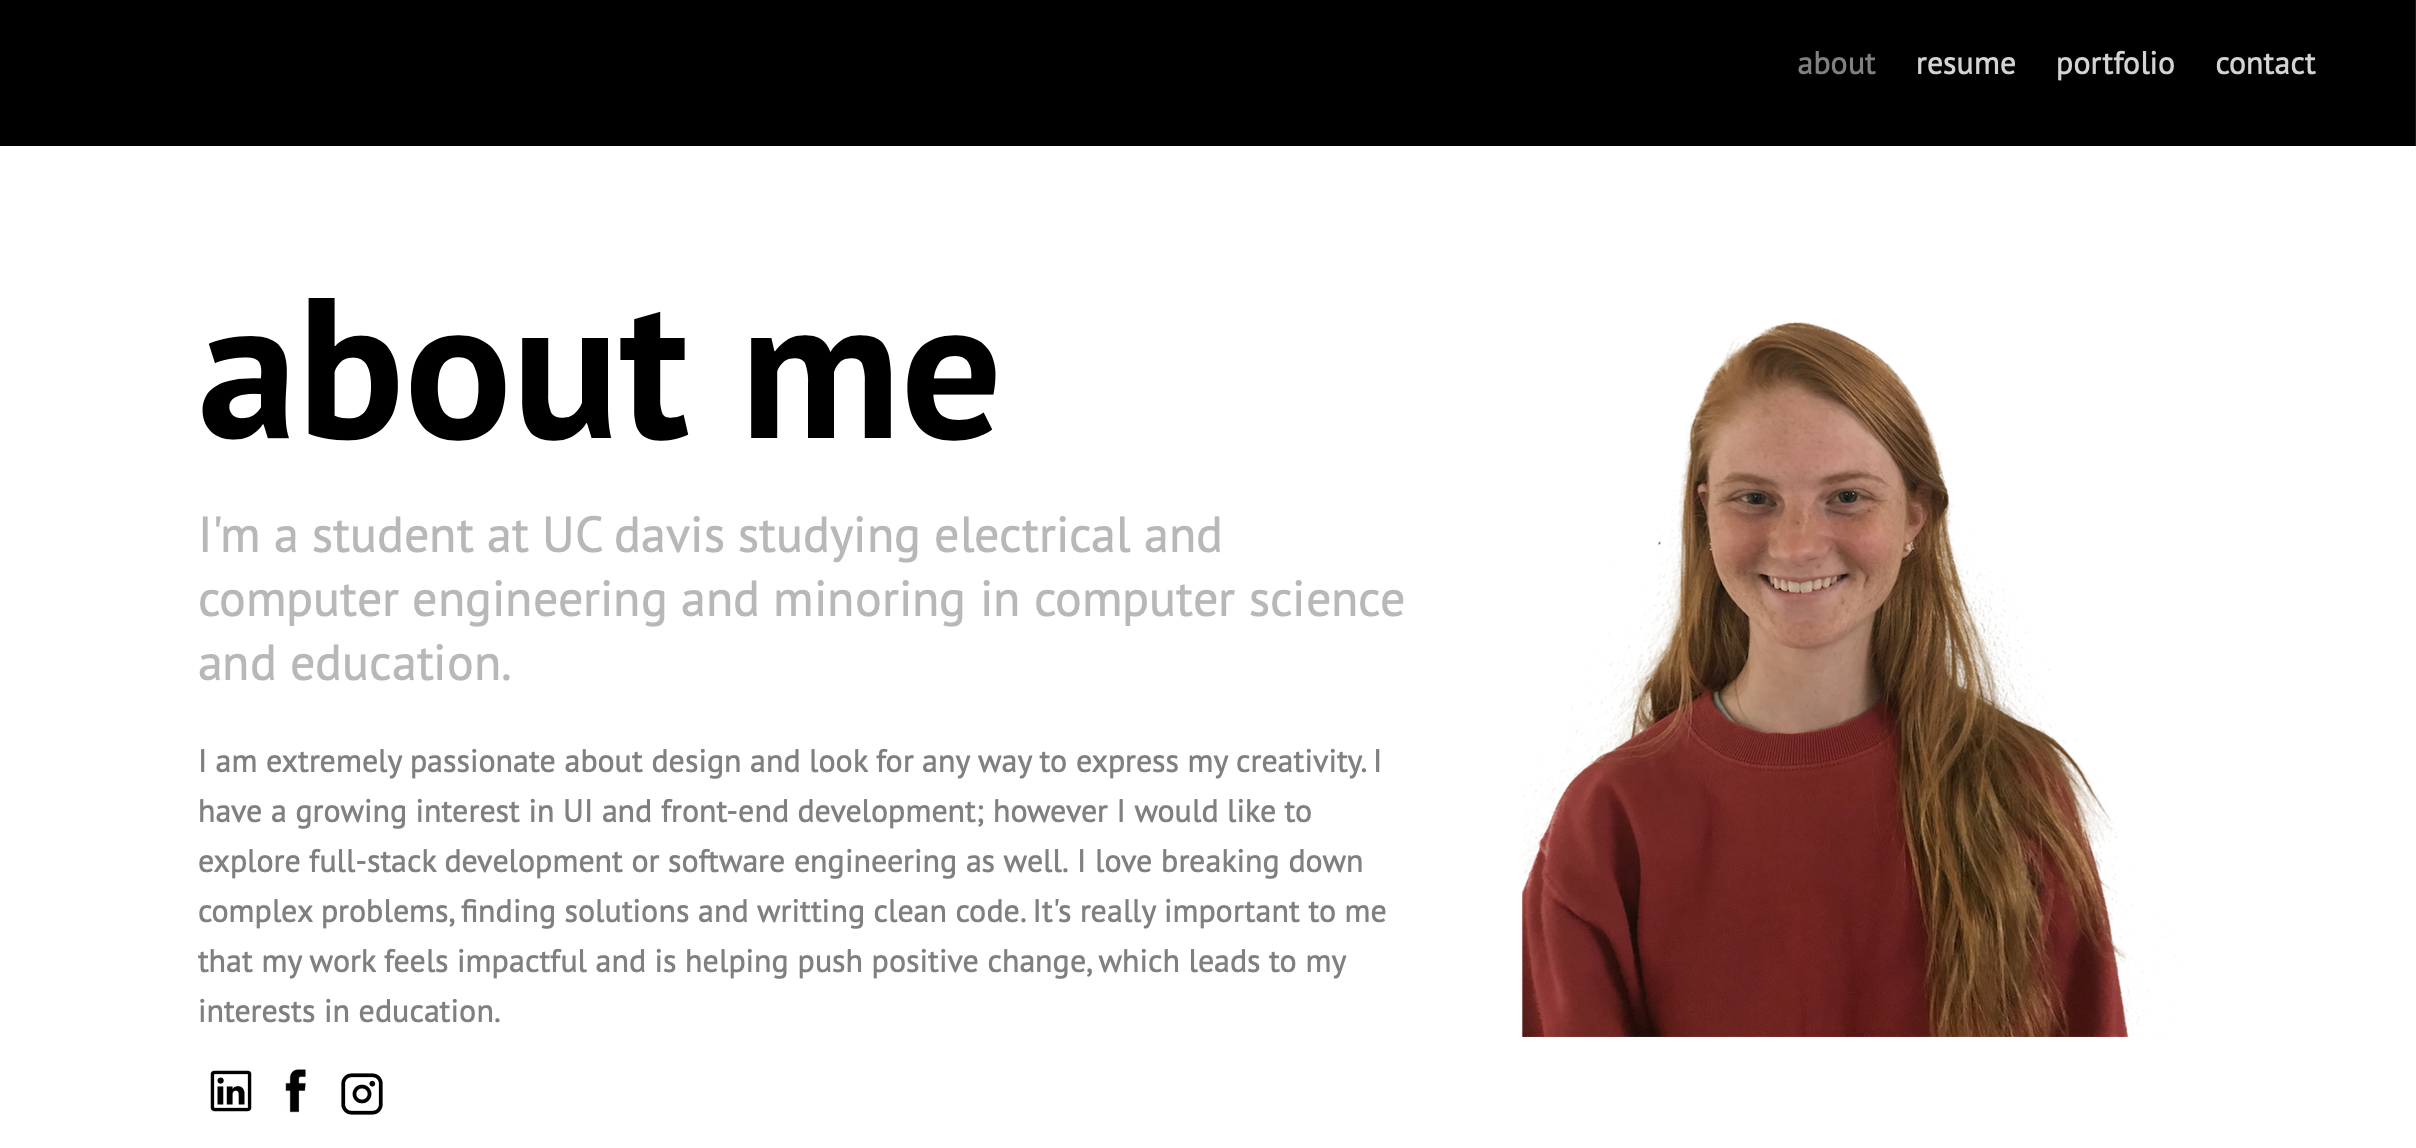 about resume portfolio contact
about me
I'm a student at UC davis studying electrical and
computer engineering and minoring in computer science
and education.
I am extremely passionate about design and look for any way to express my creativity. I
have a growing interest in UI and front-end development; however I would like to
explore full-stack development or software engineering as well. I love breaking down
complex problems, finding solutions and writting clean code. It's really important to me
that my work feels impactful and is helping push positive change, which leads to my
interests in education.
in f